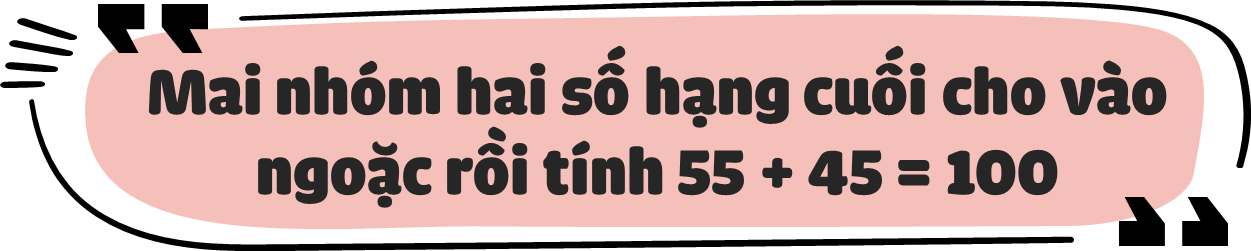 Mai nhóm hai số hạng cuối cho vào
ngoặc rồi tính 55 + 45 = 100